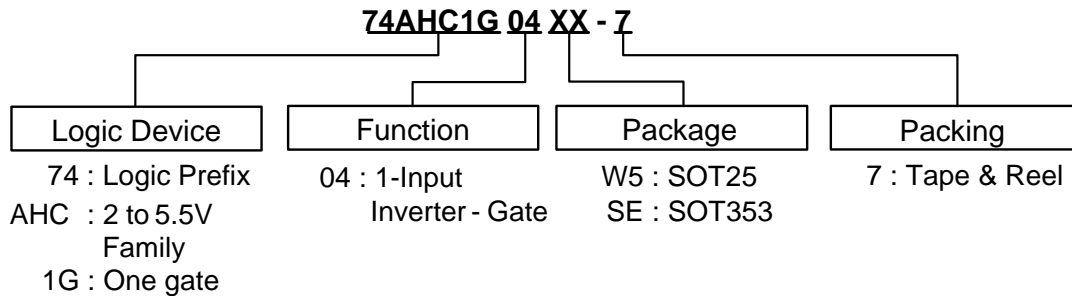 74AHC1G 04 XX - 7
Logic Device
74 : Logic Prefix
AHC : 2 to 5.5V
Family
1G : One gate
Function
04 : 1-Input
Inverter - Gate
Package
W5 : SOT25
SE : SOT353
Packing
7 : Tape & Reel